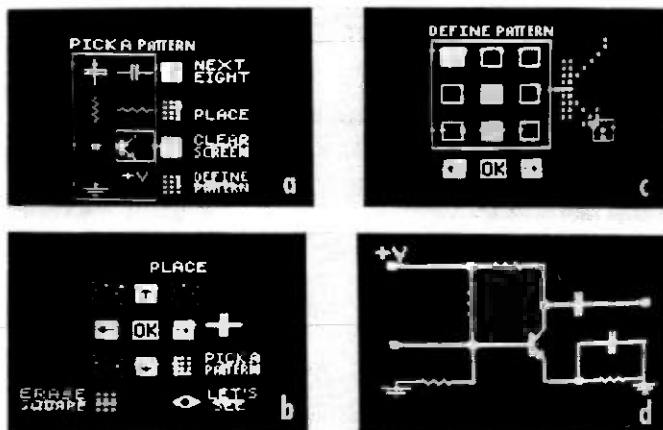 PICK A PATTERN
NEXT
EIGHT
PLACE
CLEAR
SCREEN
DEFINE
PATTERN
+V
a
DEFINE PATTERN
OK
c
PLACE
OK
PICK A
PATTERN
ERASE
SQUARE
LET'S
SEE
b
+V
d